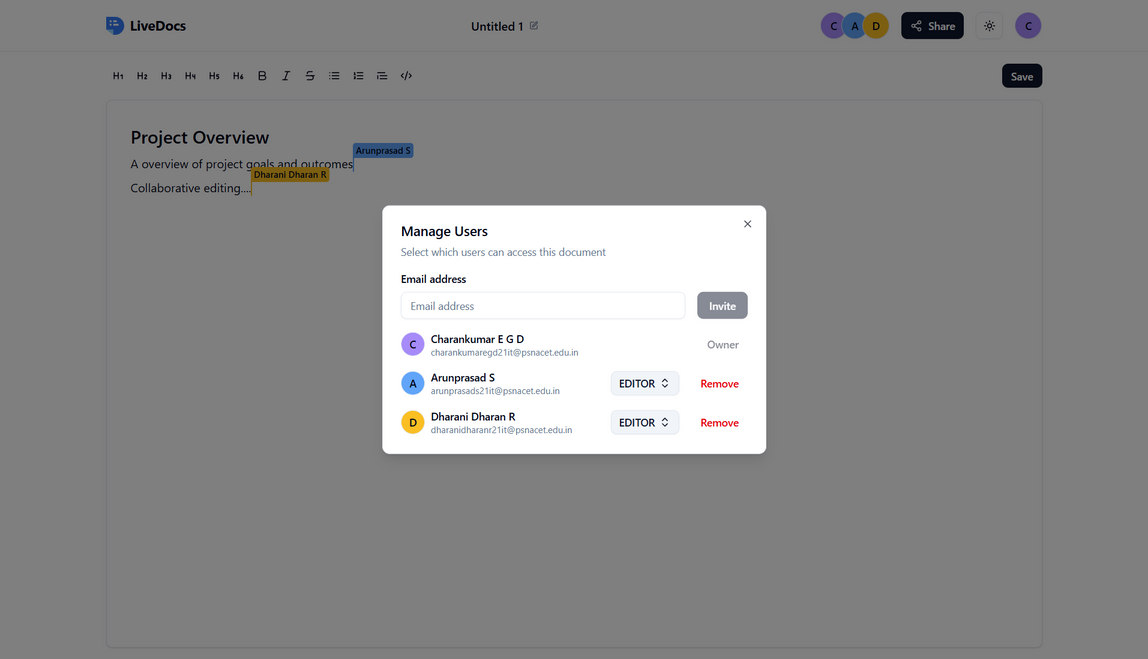 LiveDocs
Untitled 1
C A D
Share
C
H1 H2 H3 H4 H5 H6 B I S </>
Save
Project Overview
Arunprasad S
A overview of project goals and outcomes
Dharani Dharan R
Collaborative editing....
Manage Users
Select which users can access this document
Email address
Email address
Invite
C
Charankumar E G D
Owner
charankumaregd21it@psnacet.edu.in
A
Arunprasad S
EDITOR
Remove
arunprasads21it@psnacet.edu.in
D
Dharani Dharan R
EDITOR
Remove
dharanidharanr21it@psnacet.edu.in